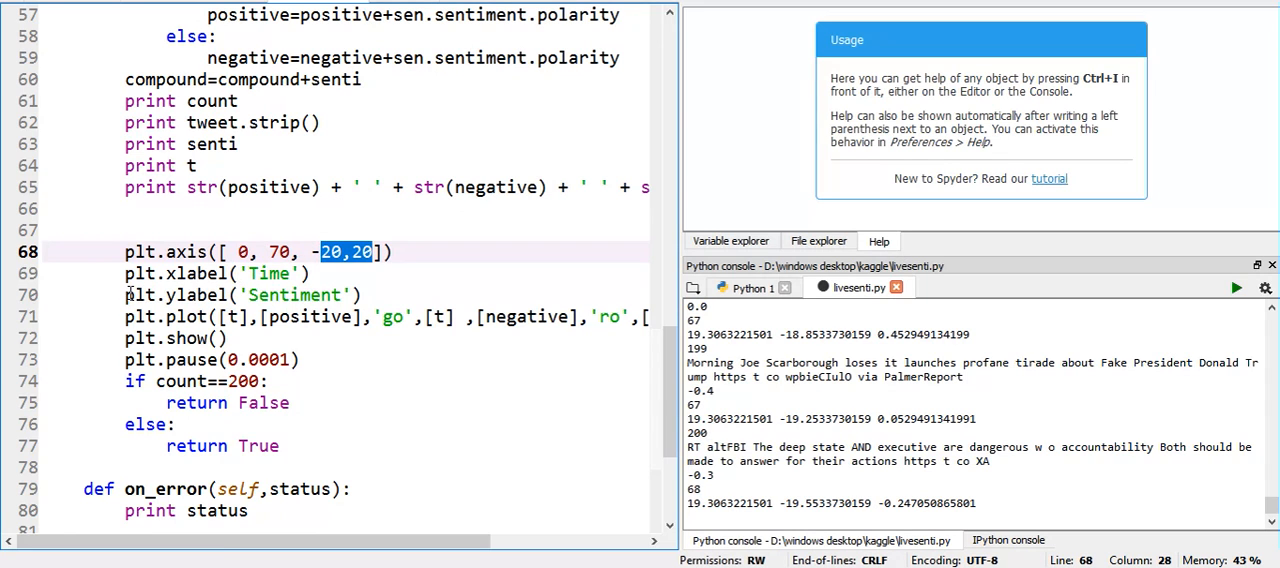 57 positive=positive+sen.sentiment.polarity
58 else:
59 negative=negative+sen.sentiment.polarity
60 compound=compound+senti
61 print count
62 print tweet.strip()
63 print senti
64 print t
65 print str(positive) + ' ' + str(negative) + ' ' + s
66
67
68 plt.axis([ 0, 70, -20,20])
69 plt.xlabel('Time')
70 plt.ylabel('Sentiment')
71 plt.plot([t],[positive],'go',[t] ,[negative],'ro',[
72 plt.show()
73 plt.pause(0.0001)
74 if count==200:
75 return False
76 else:
77 return True
78
79 def on_error(self,status):
80 print status
81
Usage
Here you can get help of any object by pressing Ctrl+I in
front of it, either on the Editor or the Console.
Help can also be shown automatically after writing a left
parenthesis next to an object. You can activate this
behavior in Preferences > Help.
New to Spyder? Read our tutorial
Variable explorer File explorer Help
Python console - D:\windows desktop\kaggle\livesenti.py
Python 1 livesenti.py
0.0
67
19.3063221501 -18.8533730159 0.452949134199
199
Morning Joe Scarborough loses it launches profane tirade about Fake President Donald Tr
ump https t co wpbieCIulO via PalmerReport
-0.4
67
19.3063221501 -19.2533730159 0.0529491341991
200
RT altFBI The deep state AND executive are dangerous w o accountability Both should be
made to answer for their actions https t co XA
-0.3
68
19.3063221501 -19.5533730159 -0.247050865801
Python console - D:\windows desktop\kaggle\livesenti.py IPython console
Permissions: RW End-of-lines: CRLF Encoding: UTF-8 Line: 68 Column: 28 Memory: 43 %